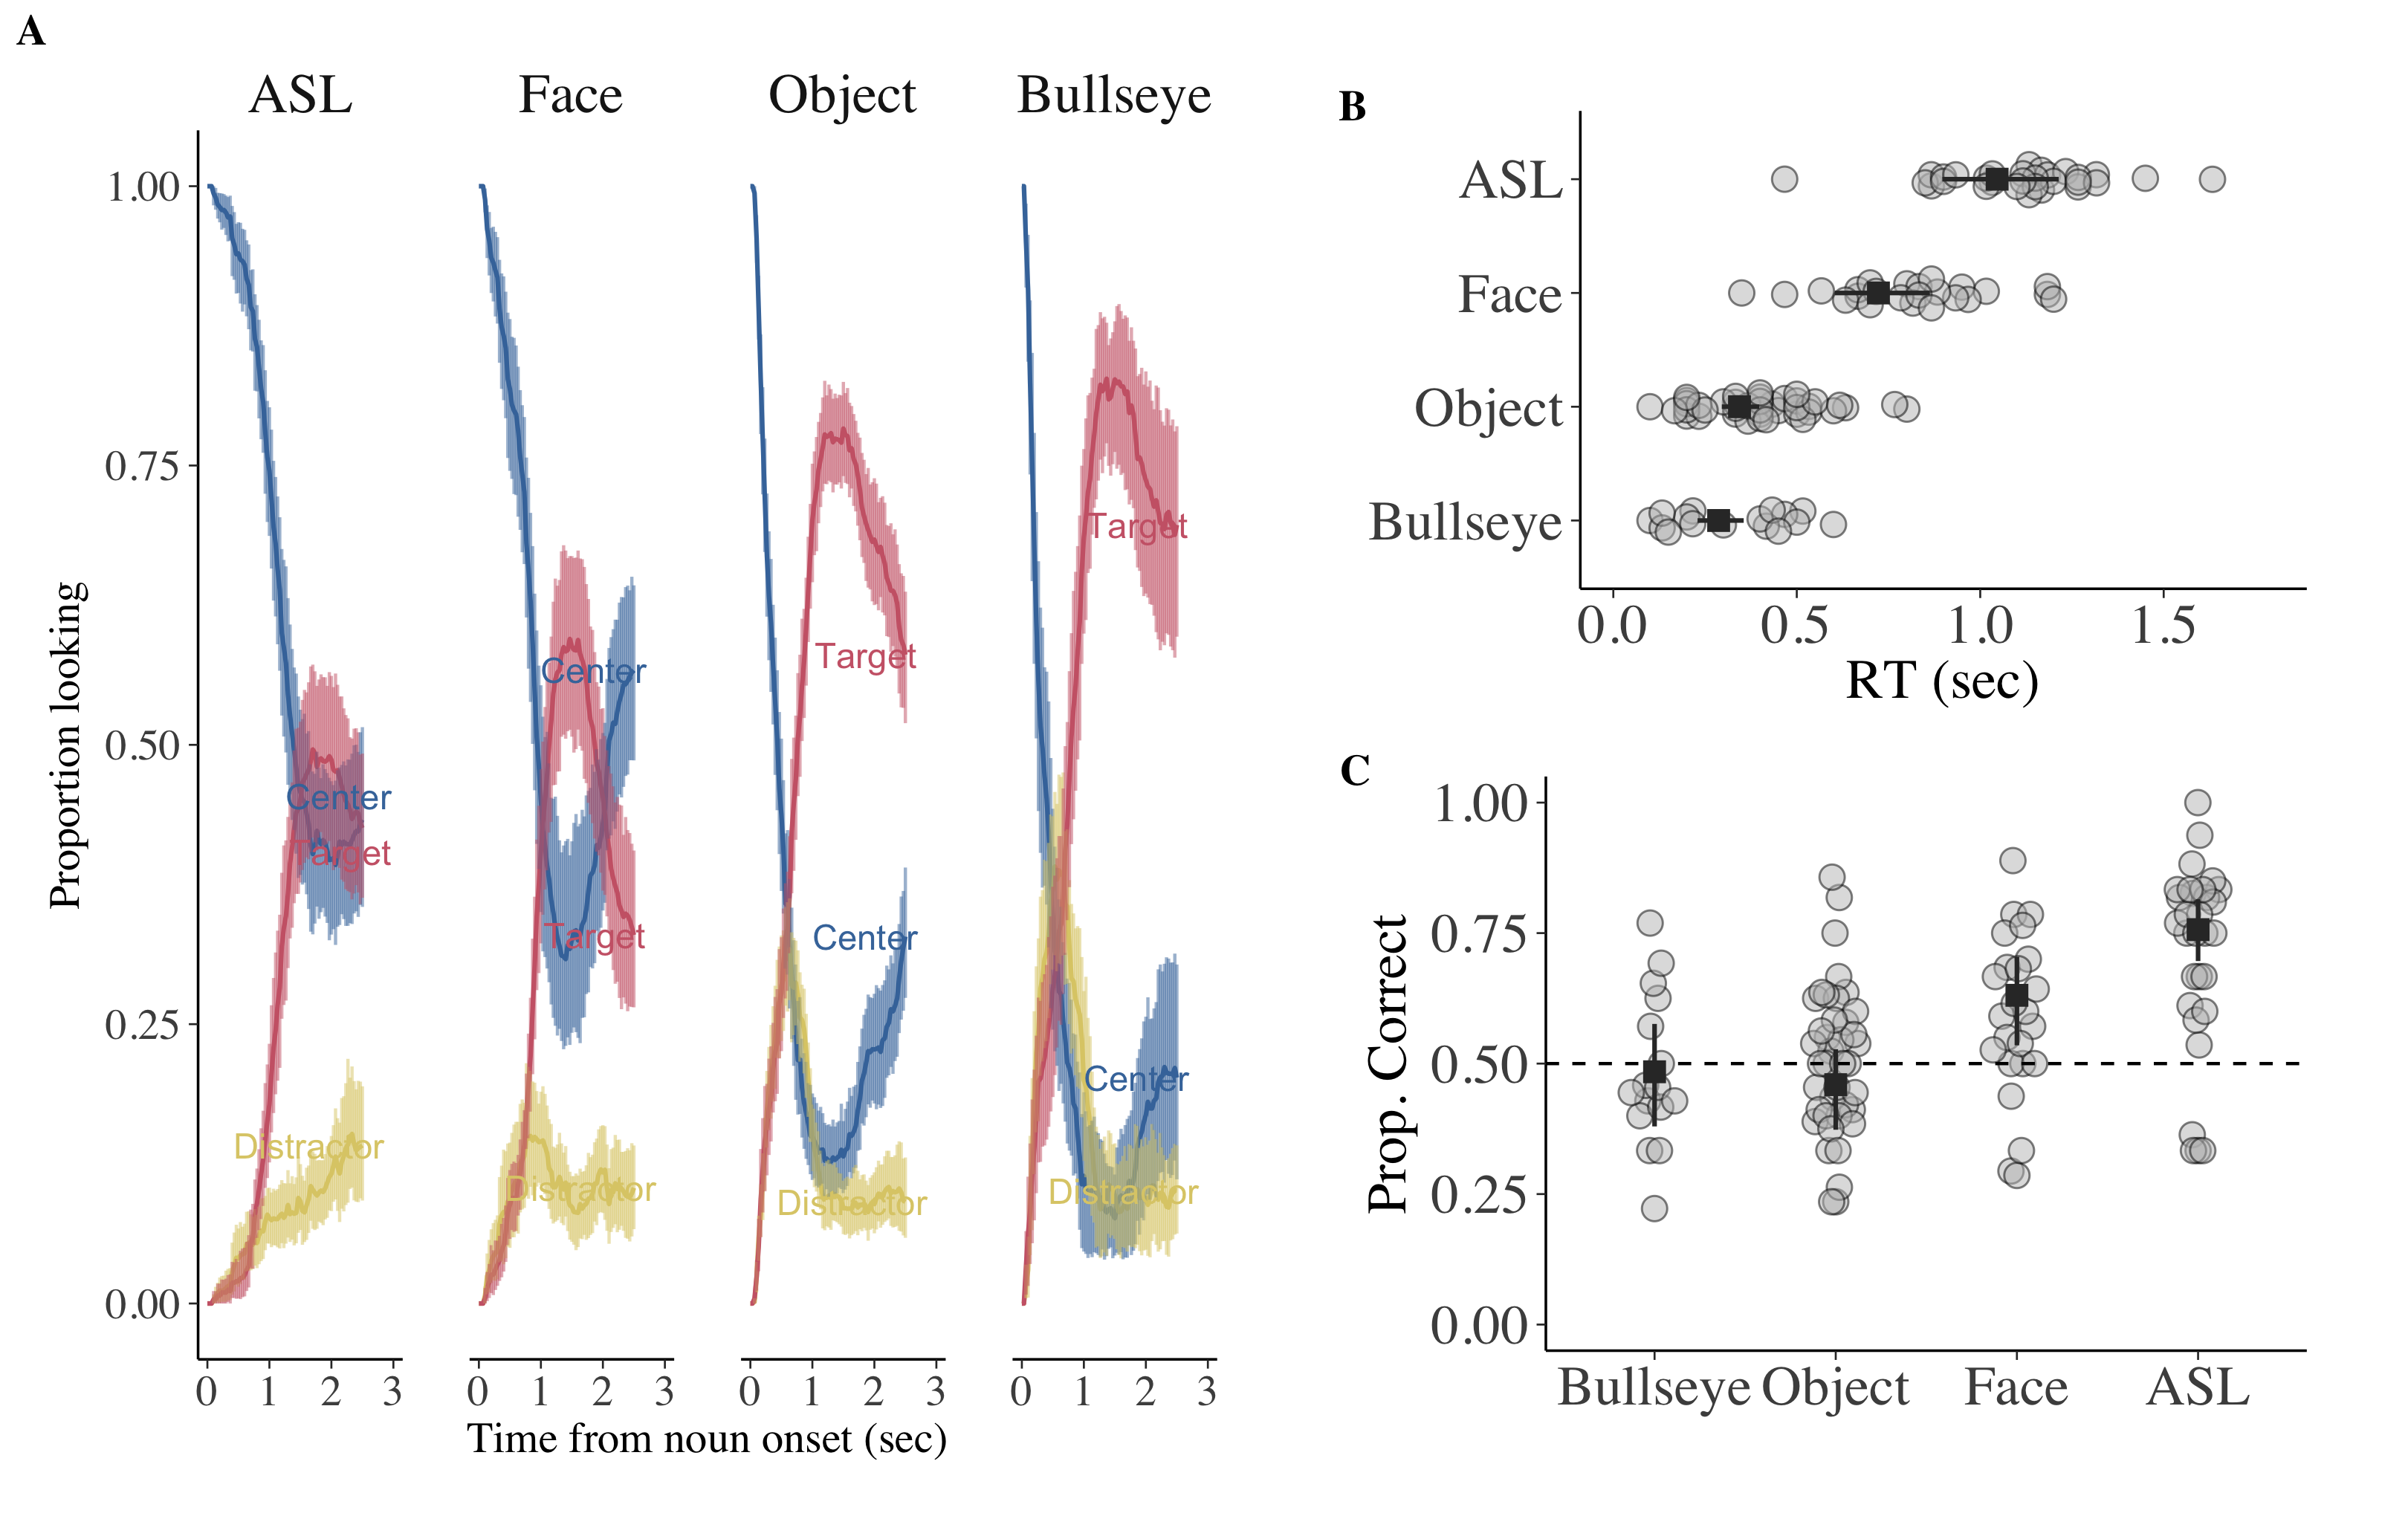 A
ASL Face Object Bullseye
1.00
0.75
0.50
0.25
0.00
Proportion looking
Center
Target
Distractor
Center
Target
Distractor
Target
Center
Distractor
Target
Center
Distractor
0 1 2 3 0 1 2 3 0 1 2 3 0 1 2 3
Time from noun onset (sec)
B
ASL
Face
Object
Bullseye
0.0 0.5 1.0 1.5
RT (sec)
C
1.00
0.75
0.50
0.25
0.00
Prop. Correct
Bullseye Object Face ASL